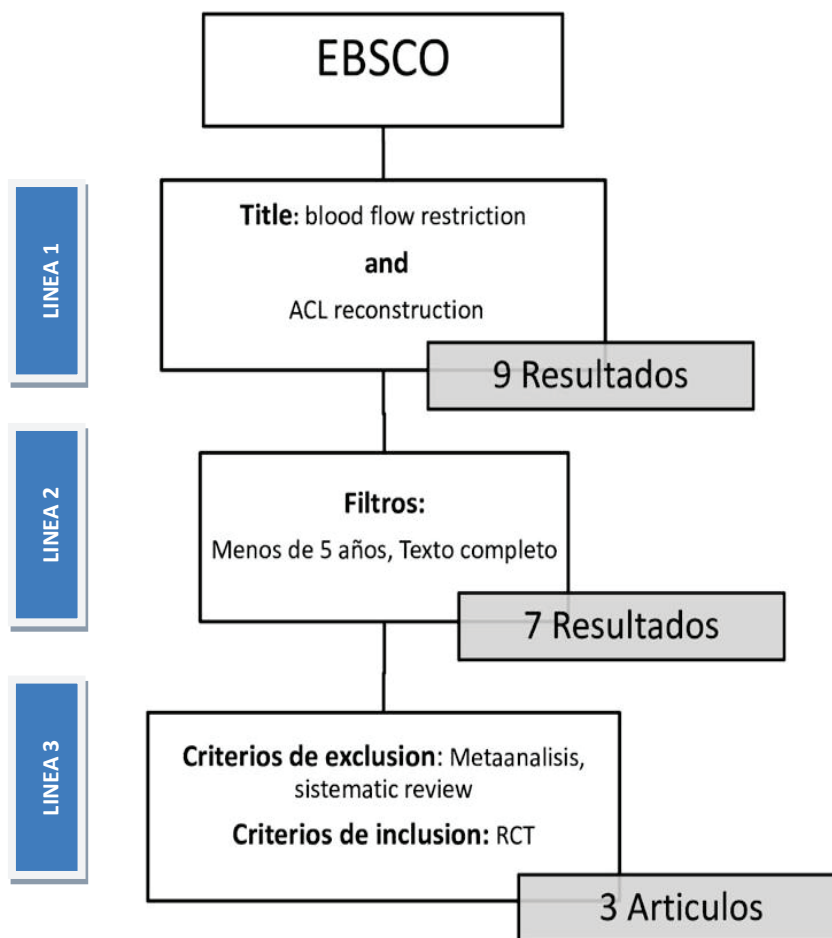 EBSCO
LINEA 1
Title: blood flow restriction
and
ACL reconstruction
9 Resultados
LINEA 2
Filtros:
Menos de 5 años, Texto completo
7 Resultados
LINEA 3
Criterios de exclusion: Metaanalisis,
sistematic review
Criterios de inclusion: RCT
3 Articulos